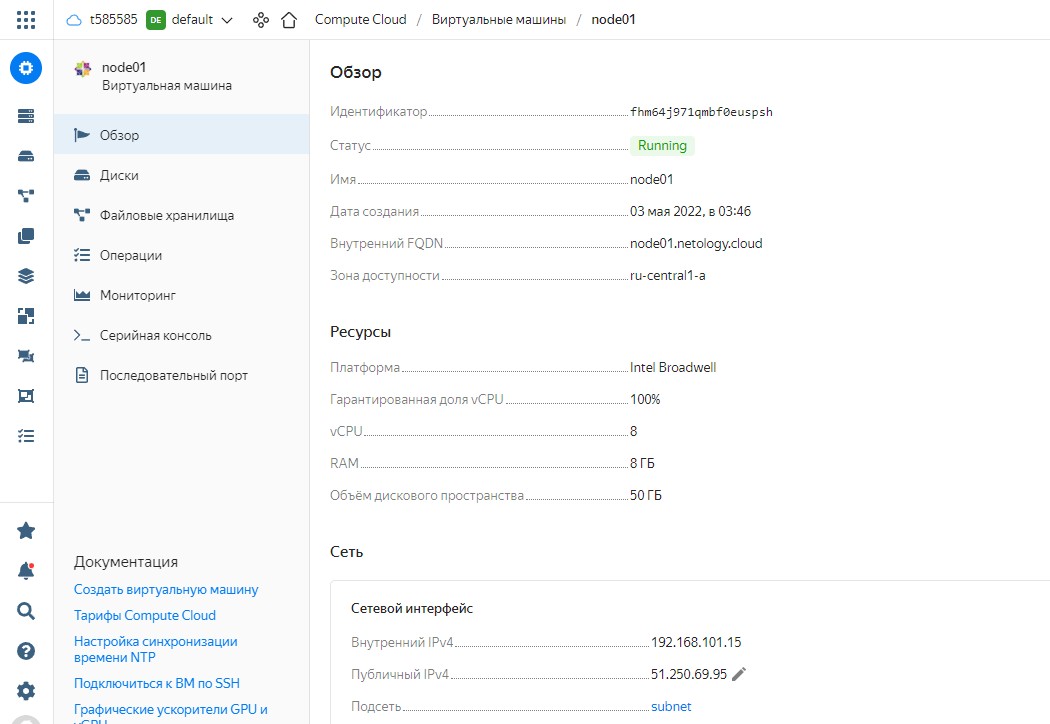 t585585 DE default Compute Cloud / Виртуальные машины / node01
node01
Виртуальная машина
Обзор
Диски
Файловые хранилища
Операции
Мониторинг
Серийная консоль
Последовательный порт
Документация
Создать виртуальную машину
Тарифы Compute Cloud
Настройка синхронизации
времени NTP
Подключиться к ВМ по SSH
Графические ускорители GPU и
vGPU
Обзор
Идентификатор fhm64j971qmbf0euspsh
Статус Running
Имя node01
Дата создания 03 мая 2022, в 03:46
Внутренний FQDN node01.netology.cloud
Зона доступности ru-central1-a
Ресурсы
Платформа Intel Broadwell
Гарантированная доля vCPU 100%
vCPU 8
RAM 8 ГБ
Объём дискового пространства 50 ГБ
Сеть
Сетевой интерфейс
Внутренний IPv4 192.168.101.15
Публичный IPv4 51.250.69.95
Подсеть subnet